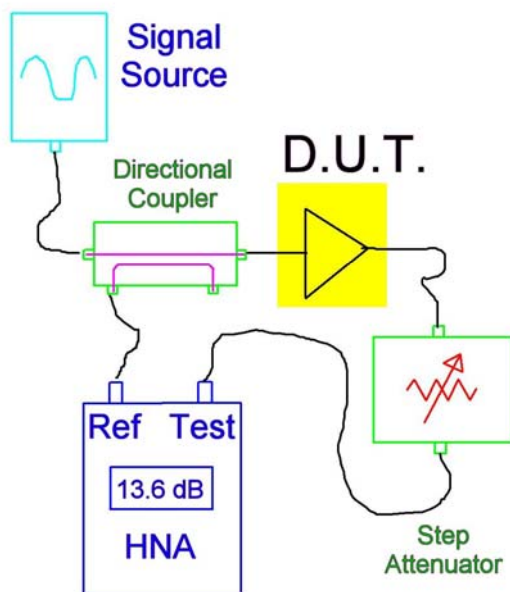 Signal
Source
Directional
Coupler
D.U.T.
Ref Test
13.6 dB
HNA
Step
Attenuator